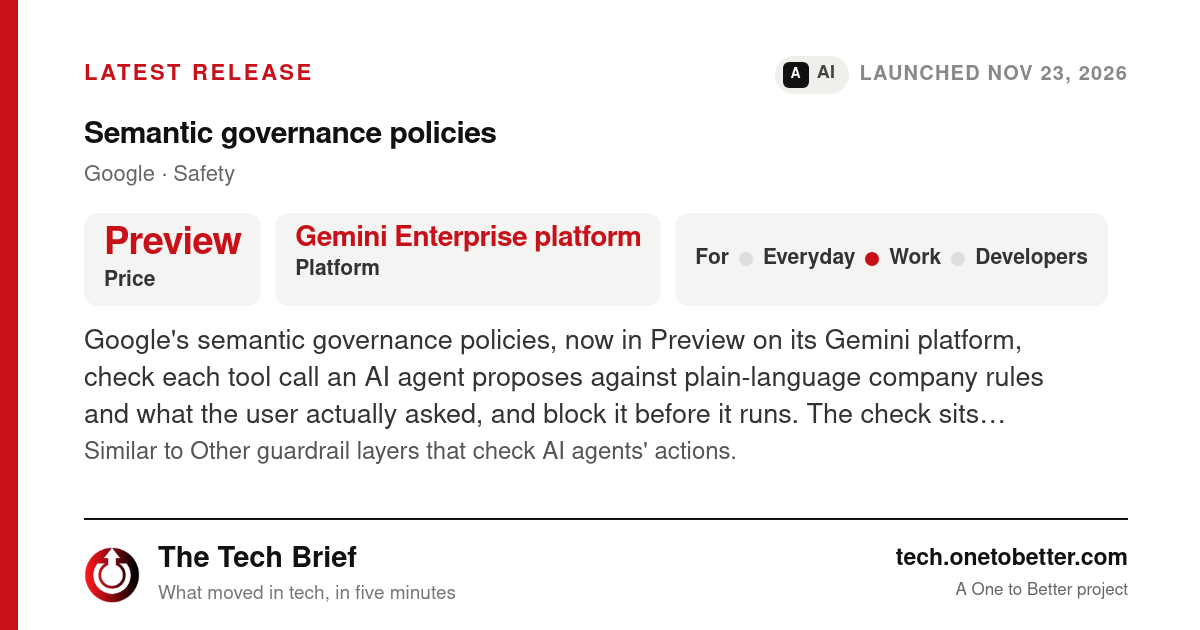 LATEST RELEASE
A AI LAUNCHED NOV 23, 2026
Semantic governance policies
Google · Safety
Preview
Price
Gemini Enterprise platform
Platform
For Everyday Work Developers
Google's semantic governance policies, now in Preview on its Gemini platform,
check each tool call an AI agent proposes against plain-language company rules
and what the user actually asked, and block it before it runs. The check sits…
Similar to Other guardrail layers that check AI agents' actions.
The Tech Brief
What moved in tech, in five minutes
tech.onetobetter.com
A One to Better project